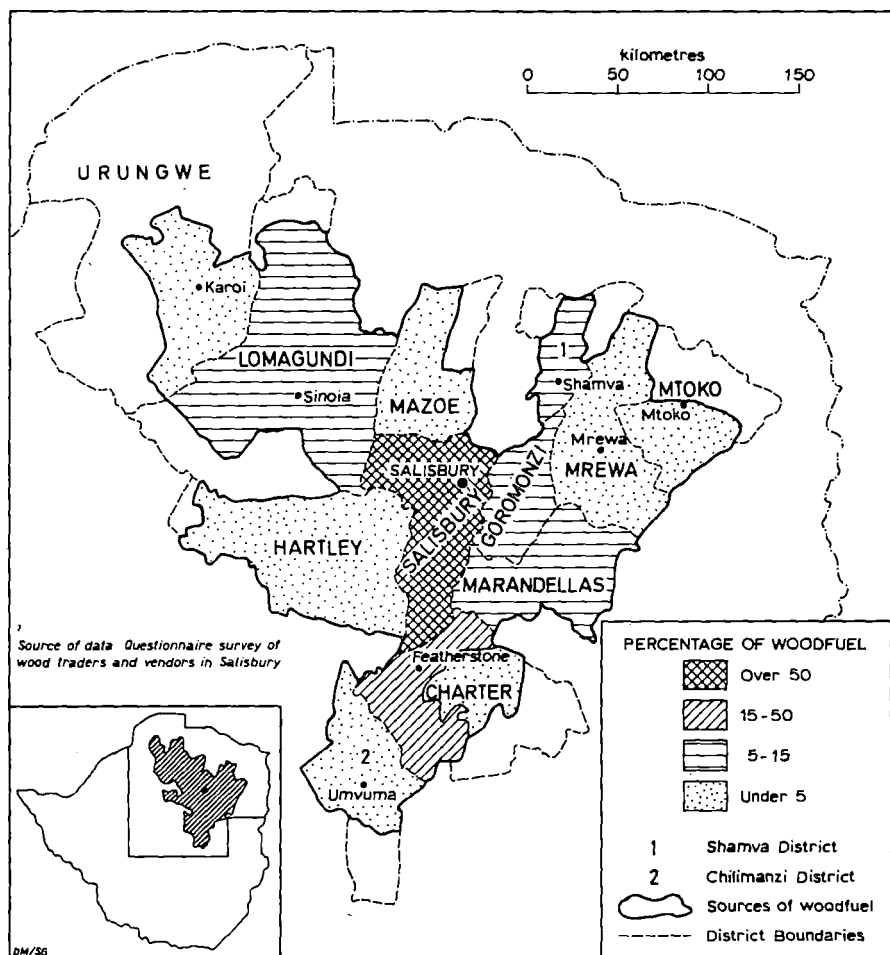 kilometres
0 50 100 150
URUNGWE
Karoi
LOMAGUNDI
Sinoia
MAZOE
1
Shamva
MTOKO
Mtoko
Mrewa
MREWA
SALISBURY
SALISBURY
GOROMONZI
HARTLEY
MARANDELLAS
Source of data Questionnaire survey of
wood traders and vendors in Salisbury
Featherstone
CHARTER
2
Umvuma
PERCENTAGE OF WOODFUEL
Over 50
15-50
5-15
Under 5
1 Shamva District
2 Chilimanzi District
Sources of woodfuel
District Boundaries
DM/SG